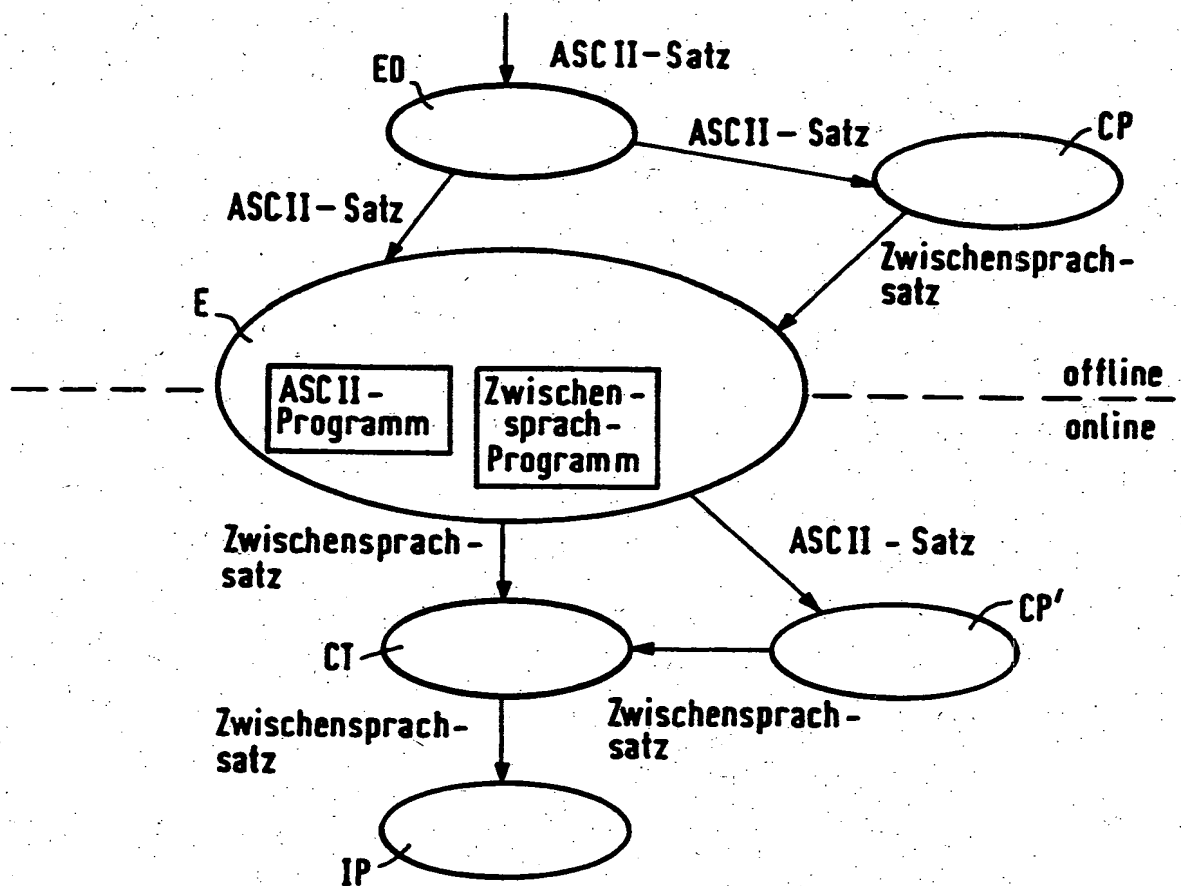 ASCII-Satz
ED
ASCII-Satz
CP
ASCII-Satz
Zwischensprach-
satz
E
offline
ASCII-
Programm
Zwischen-
sprach-
Programm
online
Zwischensprach-
satz
ASCII-Satz
CP'
CT
Zwischensprach-
satz
Zwischensprach-
satz
IP